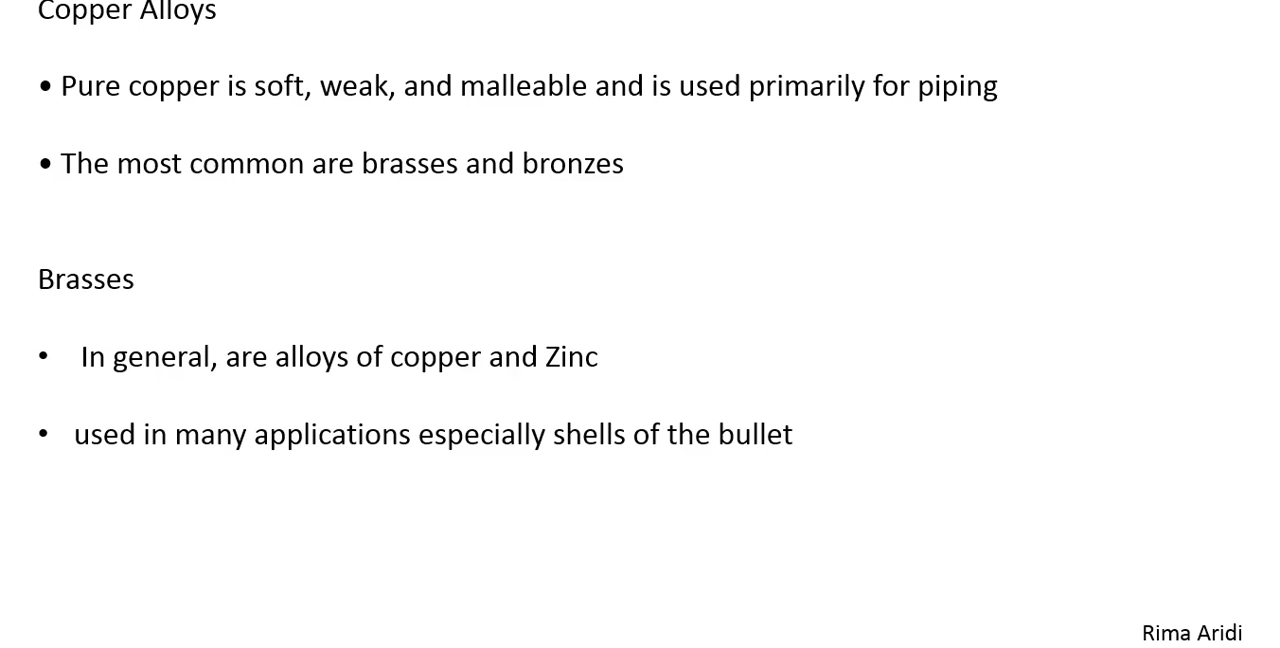 Copper Alloys
• Pure copper is soft, weak, and malleable and is used primarily for piping
• The most common are brasses and bronzes
Brasses
• In general, are alloys of copper and Zinc
• used in many applications especially shells of the bullet
Rima Aridi